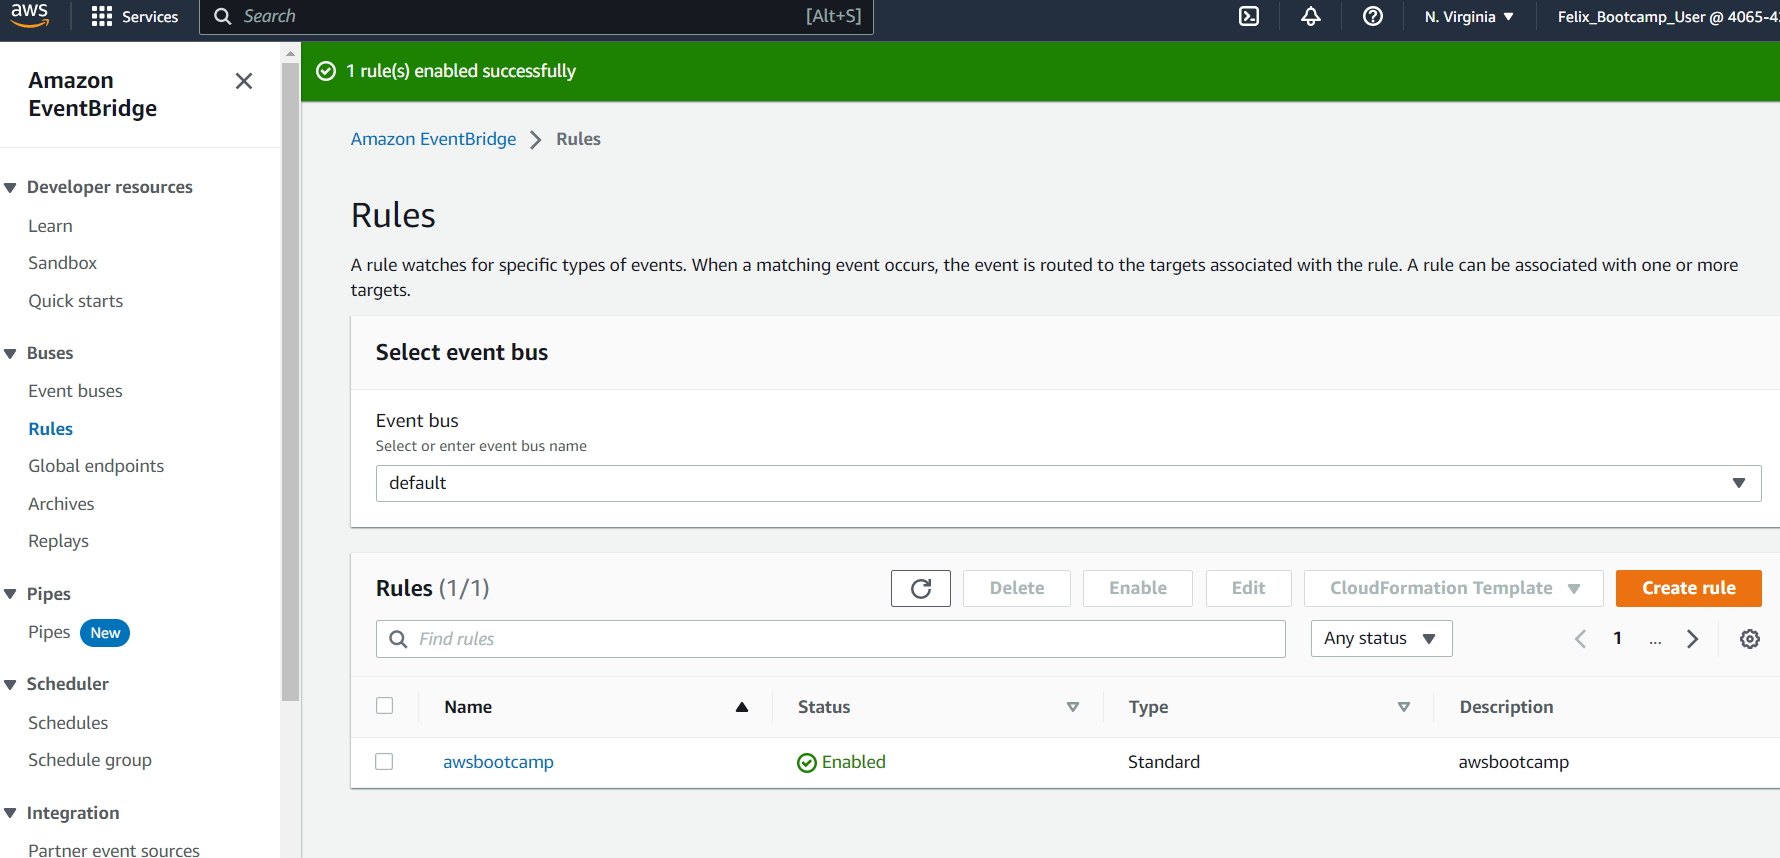 aws
Services
Search
[Alt+S]
N. Virginia
Felix_Bootcamp_User @ 4065-42
Amazon
EventBridge
Developer resources
Learn
Sandbox
Quick starts
Buses
Event buses
Rules
Global endpoints
Archives
Replays
Pipes
Pipes New
Scheduler
Schedules
Schedule group
Integration
Partner event sources
1 rule(s) enabled successfully
Amazon EventBridge > Rules
Rules
A rule watches for specific types of events. When a matching event occurs, the event is routed to the targets associated with the rule. A rule can be associated with one or more
targets.
Select event bus
Event bus
Select or enter event bus name
default
Rules (1/1)
Delete
Enable
Edit
CloudFormation Template
Create rule
Find rules
Any status
1 ...
Name Status Type Description
awsbootcamp Enabled Standard awsbootcamp